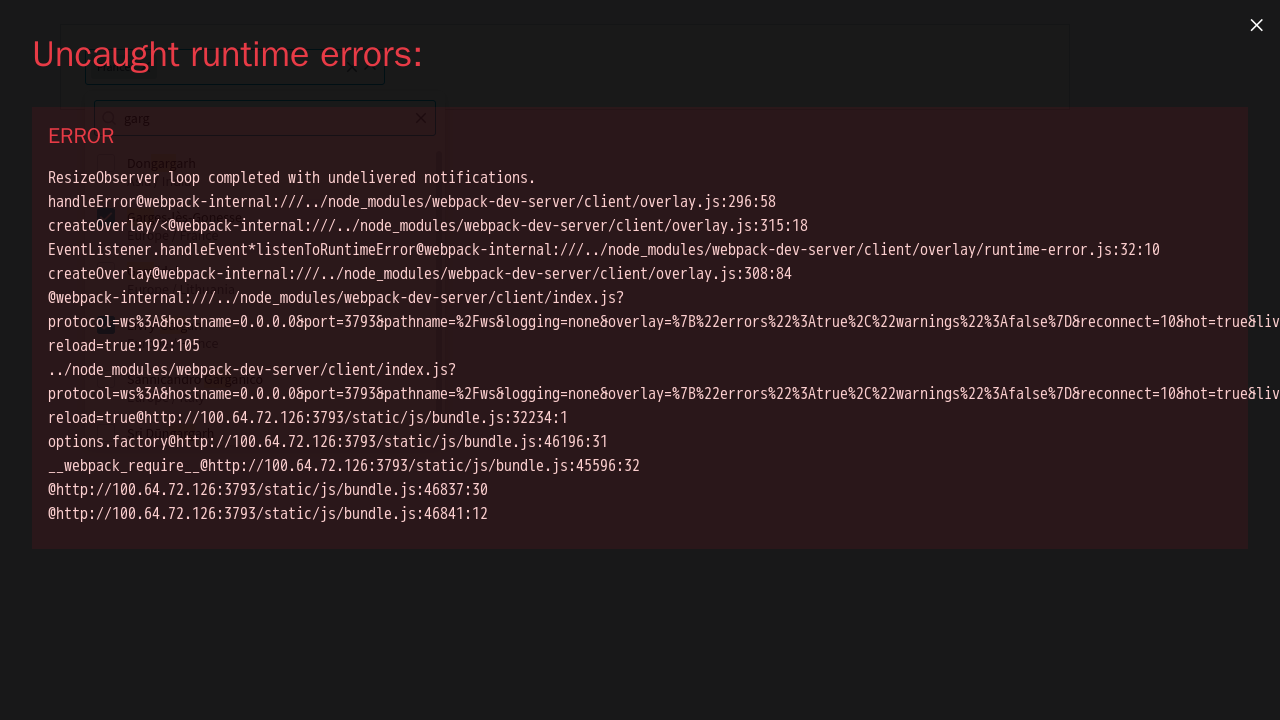 Uncaught runtime errors:
garg
ERROR
Dongargarh
ResizeObserver loop completed with undelivered notifications.
handleError@webpack-internal:///../node_modules/webpack-dev-server/client/overlay.js:296:58
createOverlay/<@webpack-internal:///../node_modules/webpack-dev-server/client/overlay.js:315:18
EventListener.handleEvent*listenToRuntimeError@webpack-internal:///../node_modules/webpack-dev-server/client/overlay/runtime-error.js:32:10
createOverlay@webpack-internal:///../node_modules/webpack-dev-server/client/overlay.js:308:84
@webpack-internal:///../node_modules/webpack-dev-server/client/index.js?
protocol=ws%3A&hostname=0.0.0.0&port=3793&pathname=%2Fws&logging=none&overlay=%7B%22errors%22%3Atrue%2C%22warnings%22%3Afalse%7D&reconnect=10&hot=true&liv
reload=true:192:105
../node_modules/webpack-dev-server/client/index.js?
Sannicandro Garganico
protocol=ws%3A&hostname=0.0.0.0&port=3793&pathname=%2Fws&logging=none&overlay=%7B%22errors%22%3Atrue%2C%22warnings%22%3Afalse%7D&reconnect=10&hot=true&liv
reload=true@http://100.64.72.126:3793/static/js/bundle.js:32234:1
options.factory@http://100.64.72.126:3793/static/js/bundle.js:46196:31
__webpack_require__@http://100.64.72.126:3793/static/js/bundle.js:45596:32
@http://100.64.72.126:3793/static/js/bundle.js:46837:30
@http://100.64.72.126:3793/static/js/bundle.js:46841:12